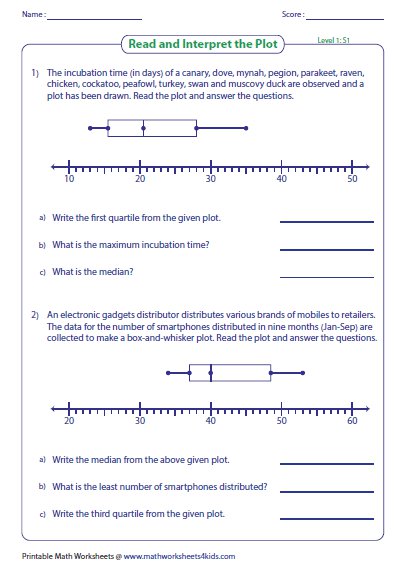 Name : Score :
Read and Interpret the Plot
Level 1: S1
1) The incubation time (in days) of a canary, dove, mynah, pegion, parakeet, raven,
chicken, cockatoo, peafowl, turkey, swan and muscovy duck are observed and a
plot has been drawn. Read the plot and answer the questions.
10 20 30 40 50
a) Write the first quartile from the given plot.
b) What is the maximum incubation time?
c) What is the median?
2) An electronic gadgets distributor distributes various brands of mobiles to retailers.
The data for the number of smartphones distributed in nine months (Jan-Sep) are
collected to make a box-and-whisker plot. Read the plot and answer the questions.
20 30 40 50 60
a) Write the median from the above given plot.
b) What is the least number of smartphones distributed?
c) Write the third quartile from the given plot.
Printable Math Worksheets @ www.mathworksheets4kids.com